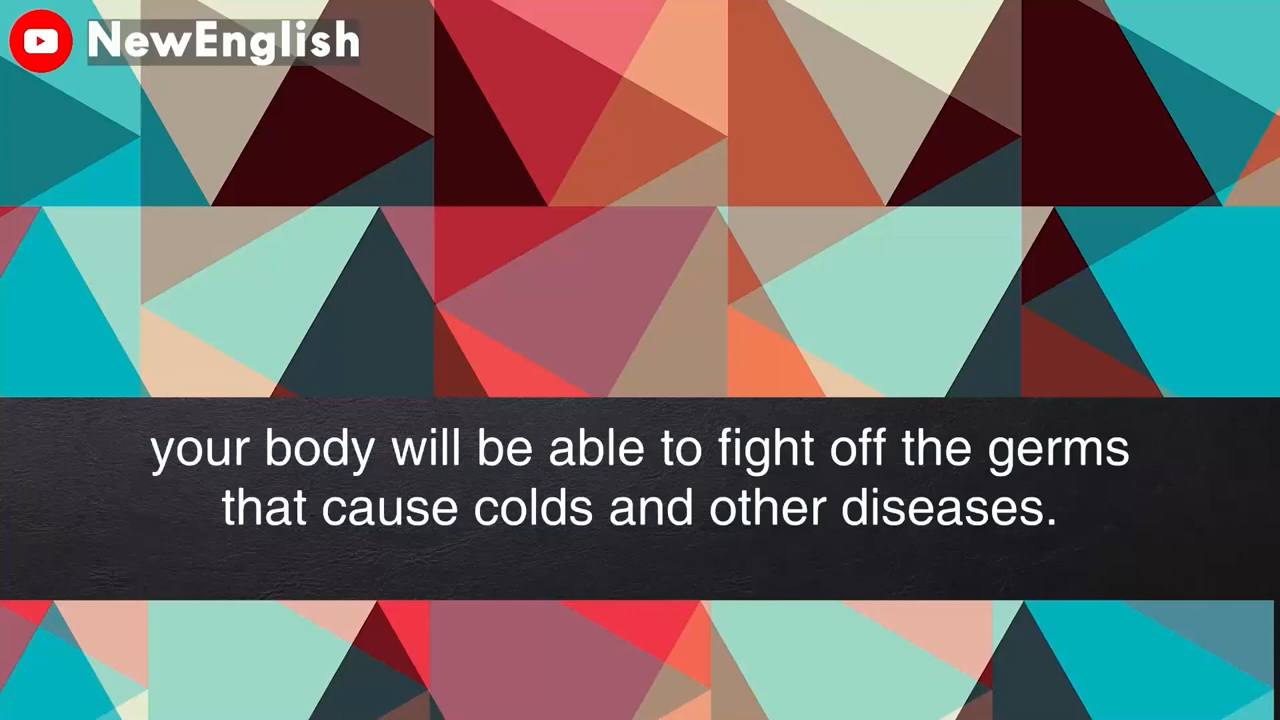 NewEnglish
your body will be able to fight off the germs
that cause colds and other diseases.